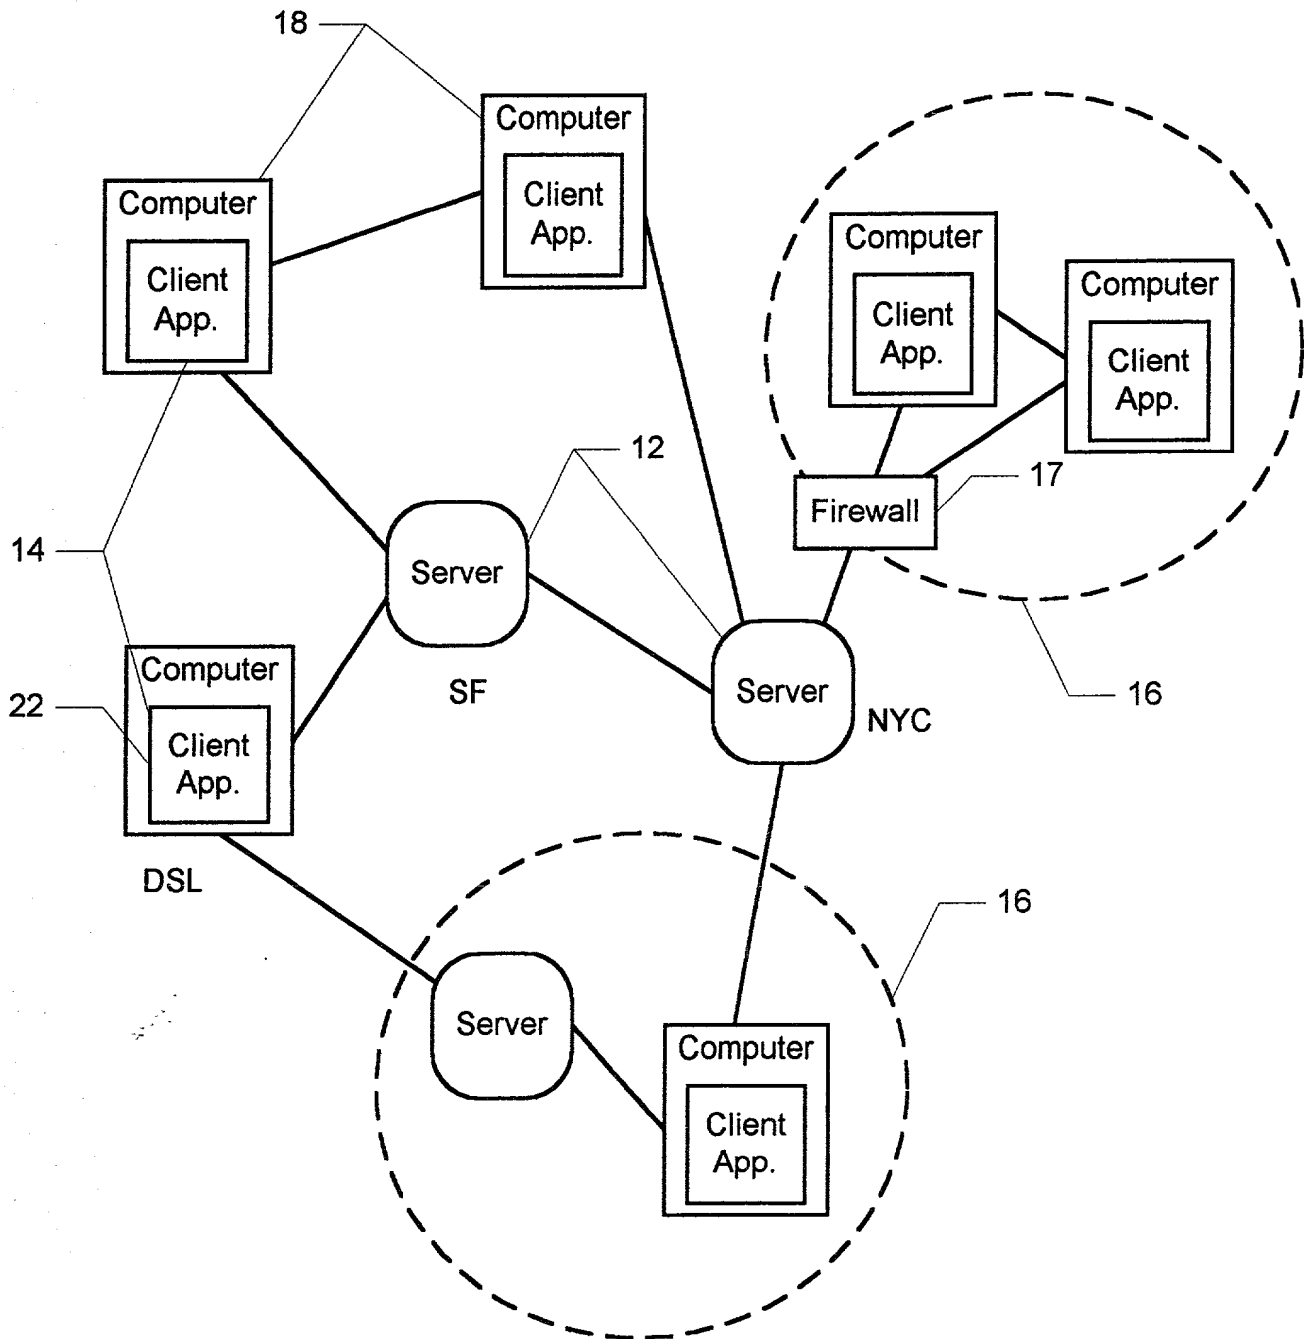 18
Computer
Client
App.
Computer
Client
App.
Computer
Client
App.
Computer
Client
App.
12
17
Firewall
14
Server
SF
16
Computer
Client
App.
22
Server
NYC
DSL
16
Server
Computer
Client
App.